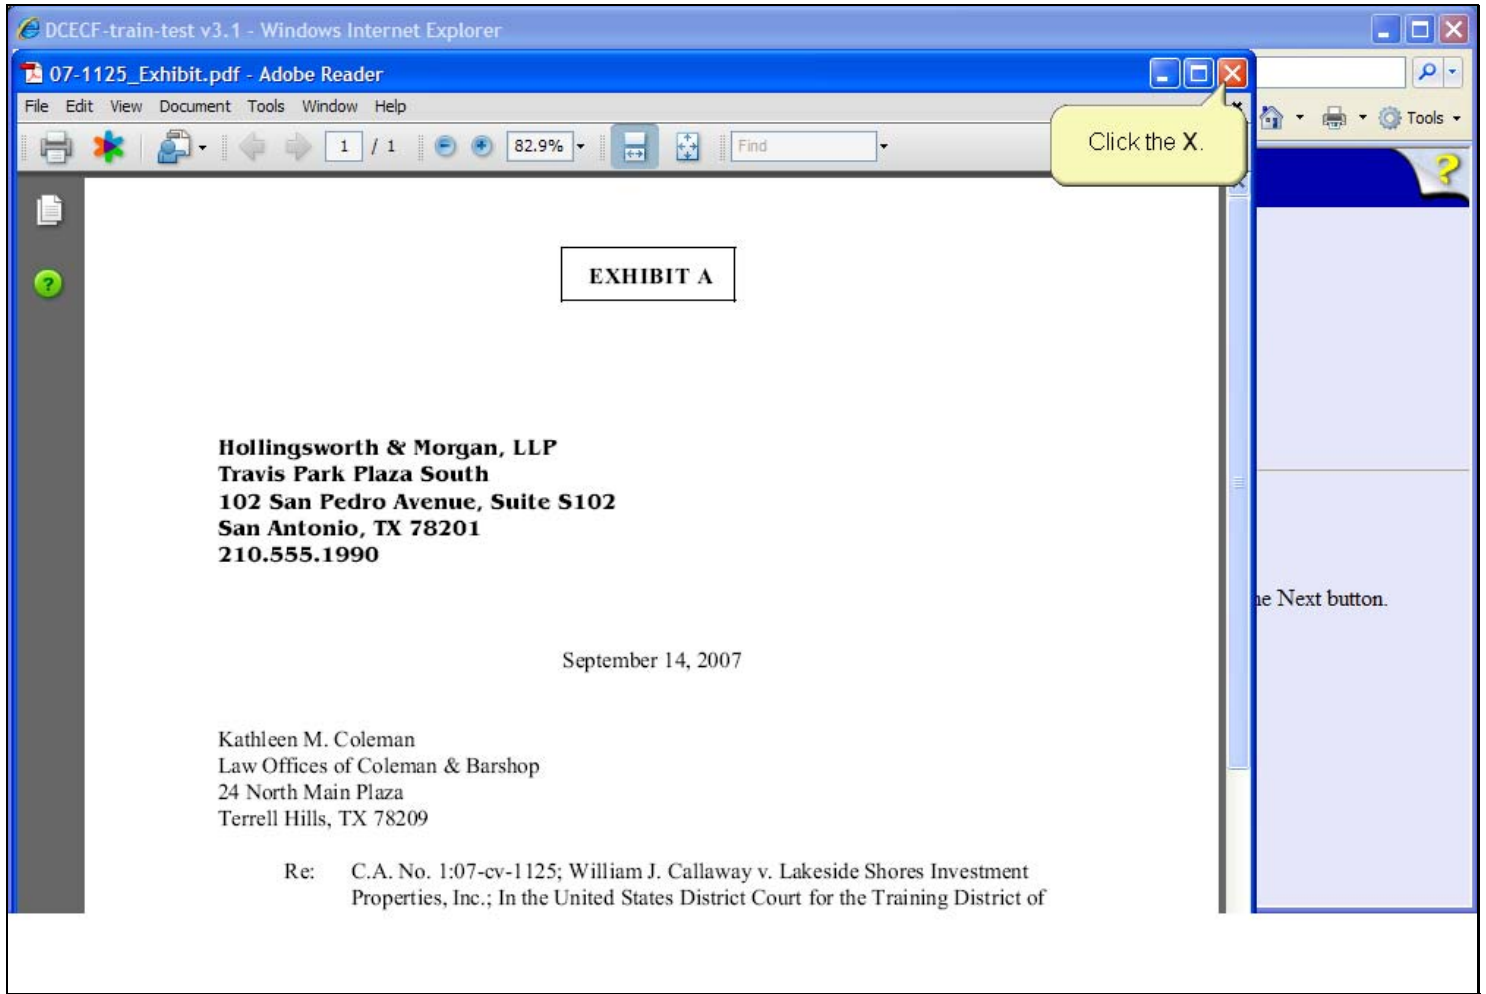 DCECF-train-test v3.1 - Windows Internet Explorer
07-1125_Exhibit.pdf - Adobe Reader
File Edit View Document Tools Window Help
Tools
1 / 1 82.9% Find
Click the X.
EXHIBIT A
Hollingsworth & Morgan, LLP
Travis Park Plaza South
102 San Pedro Avenue, Suite S102
San Antonio, TX 78201
210.555.1990
Next button.
September 14, 2007
Kathleen M. Coleman
Law Offices of Coleman & Barshop
24 North Main Plaza
Terrell Hills, TX 78209
Re: C.A. No. 1:07-cv-1125; William J. Callaway v. Lakeside Shores Investment
Properties, Inc.; In the United States District Court for the Training District of